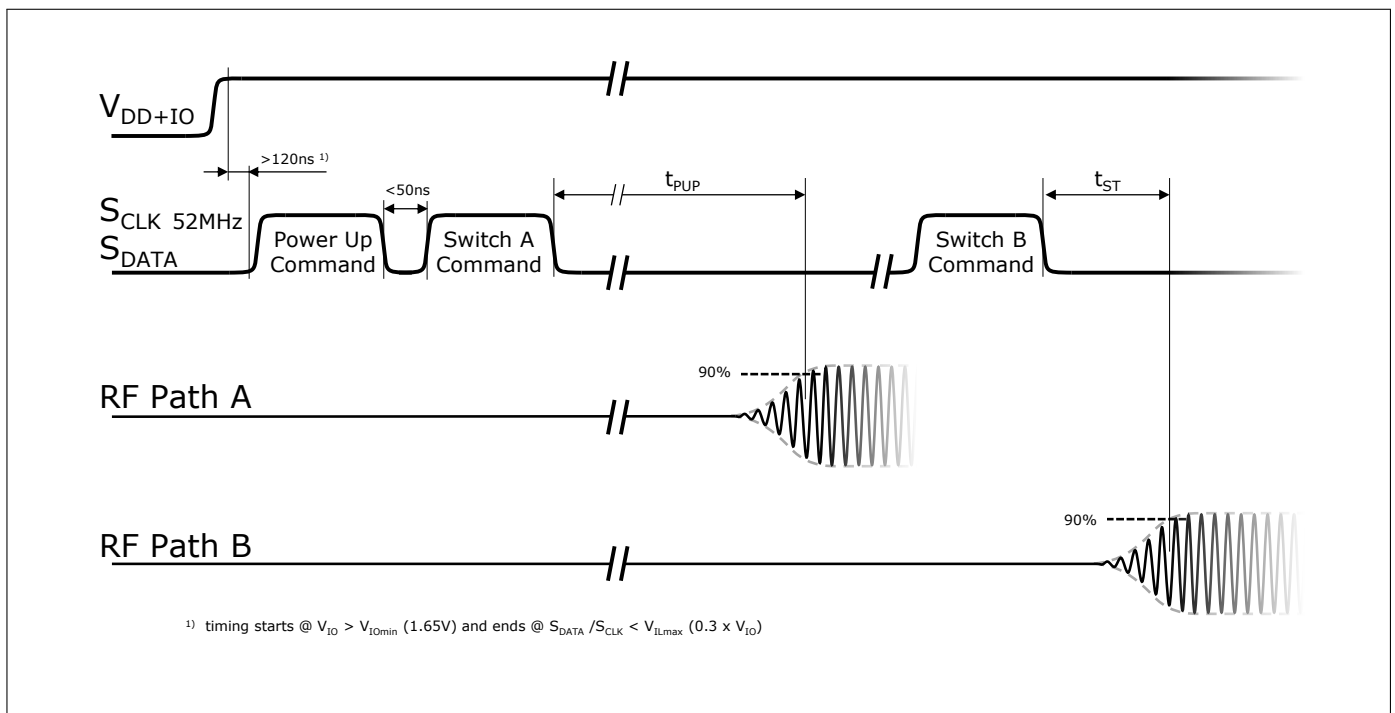 VDD+IO
>120ns 1)
<50ns
tPUP
tST
SCLK 52MHz
SDATA
Power Up
Command
Switch A
Command
Switch B
Command
90%
RF Path A
90%
RF Path B
1) timing starts @ VIO > VIOmin (1.65V) and ends @ SDATA /SCLK < VILmax (0.3 x VIO)